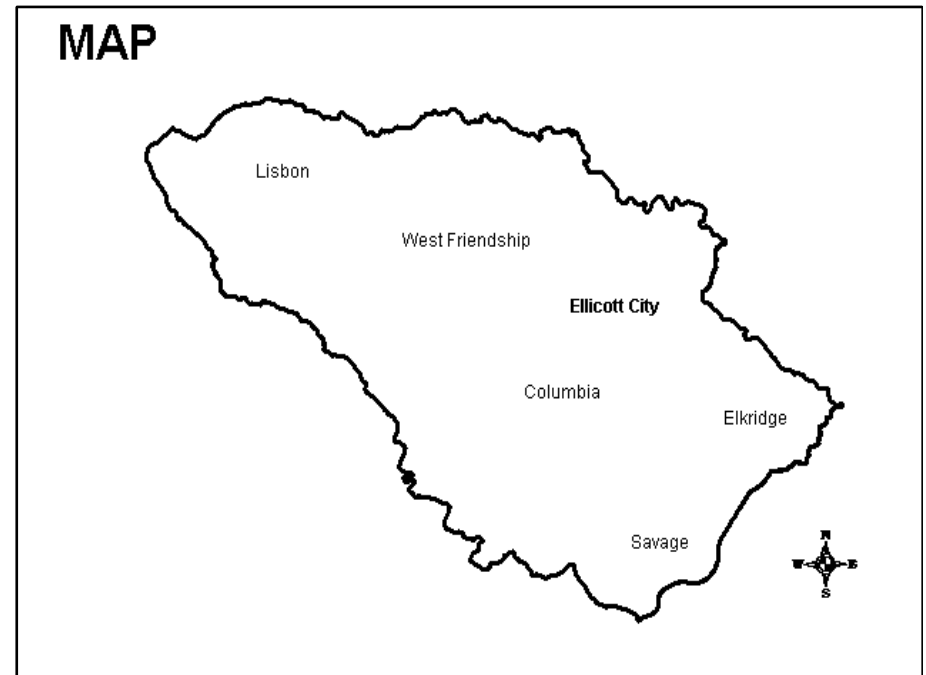 MAP
Lisbon
West Friendship
Ellicott City
Columbia
Elkridge
Savage
N
W E
S